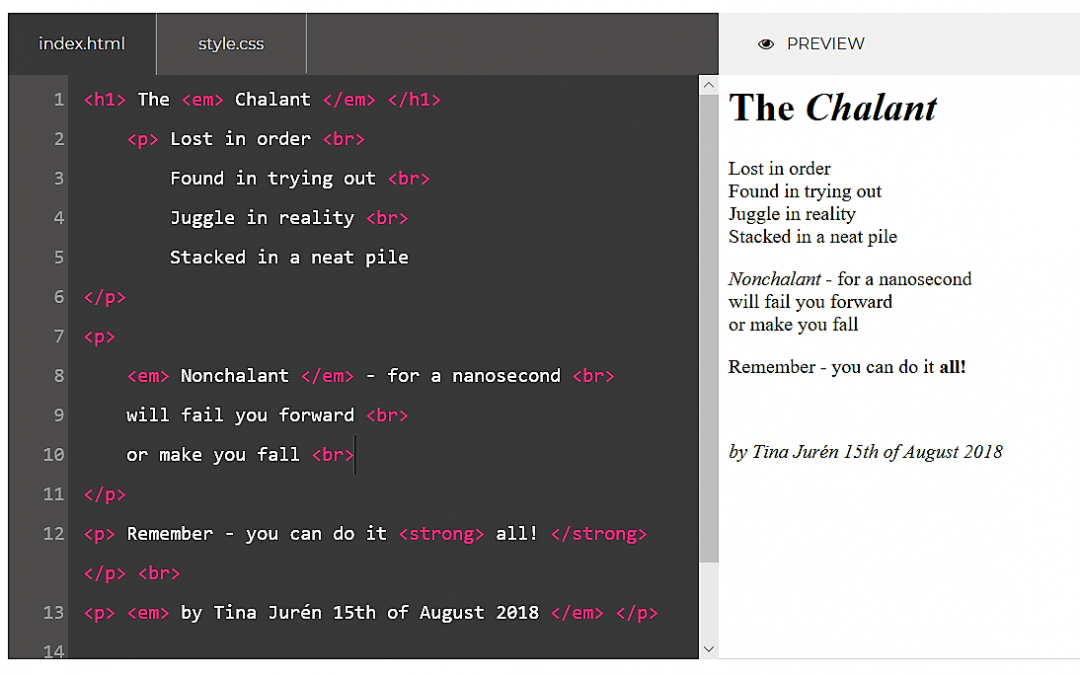 index.html
style.css
1 <h1> The <em> Chalant </em> </h1>
2 <p> Lost in order <br>
3 Found in trying out <br>
4 Juggle in reality <br>
5 Stacked in a neat pile
6 </p>
7 <p>
8 <em> Nonchalant </em> - for a nanosecond <br>
9 will fail you forward <br>
10 or make you fall <br>
11 </p>
12 <p> Remember - you can do it <strong> all! </strong>
</p> <br>
13 <p> <em> by Tina Jurén 15th of August 2018 </em> </p>
14
PREVIEW
The Chalant
Lost in order
Found in trying out
Juggle in reality
Stacked in a neat pile
Nonchalant - for a nanosecond
will fail you forward
or make you fall
Remember - you can do it all!
by Tina Jurén 15th of August 2018